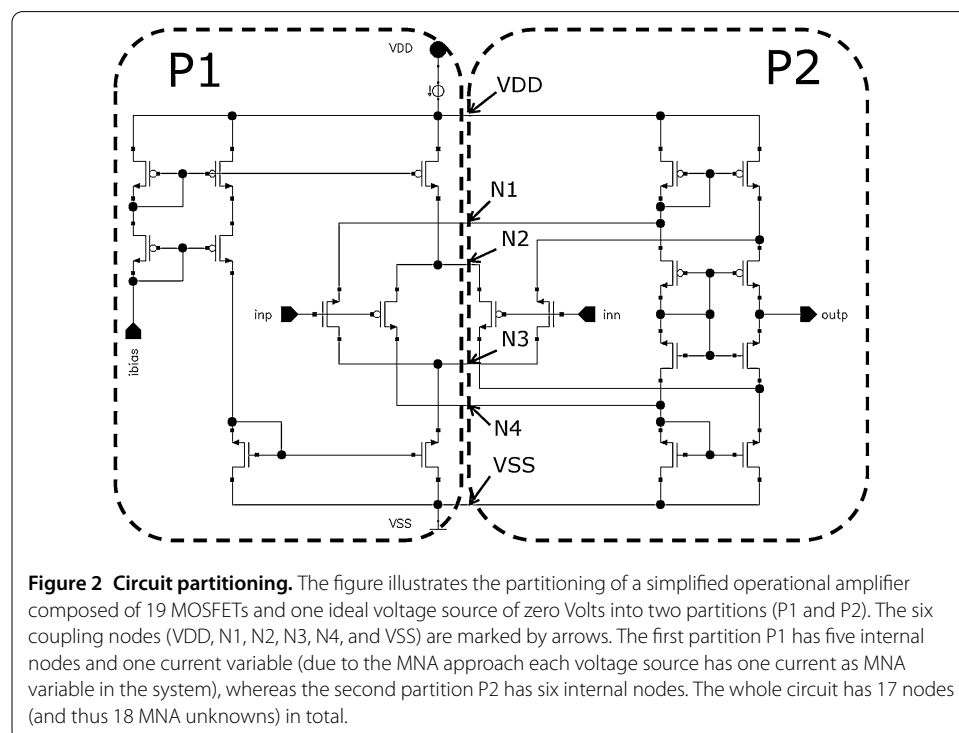 P1
P2
VDD
VDD
N1
N2
inp
inn
outp
N3
ibias
N4
VSS
VSS
Figure 2 Circuit partitioning. The figure illustrates the partitioning of a simplified operational amplifier
composed of 19 MOSFETs and one ideal voltage source of zero Volts into two partitions (P1 and P2). The six
coupling nodes (VDD, N1, N2, N3, N4, and VSS) are marked by arrows. The first partition P1 has five internal
nodes and one current variable (due to the MNA approach each voltage source has one current as MNA
variable in the system), whereas the second partition P2 has six internal nodes. The whole circuit has 17 nodes
(and thus 18 MNA unknowns) in total.